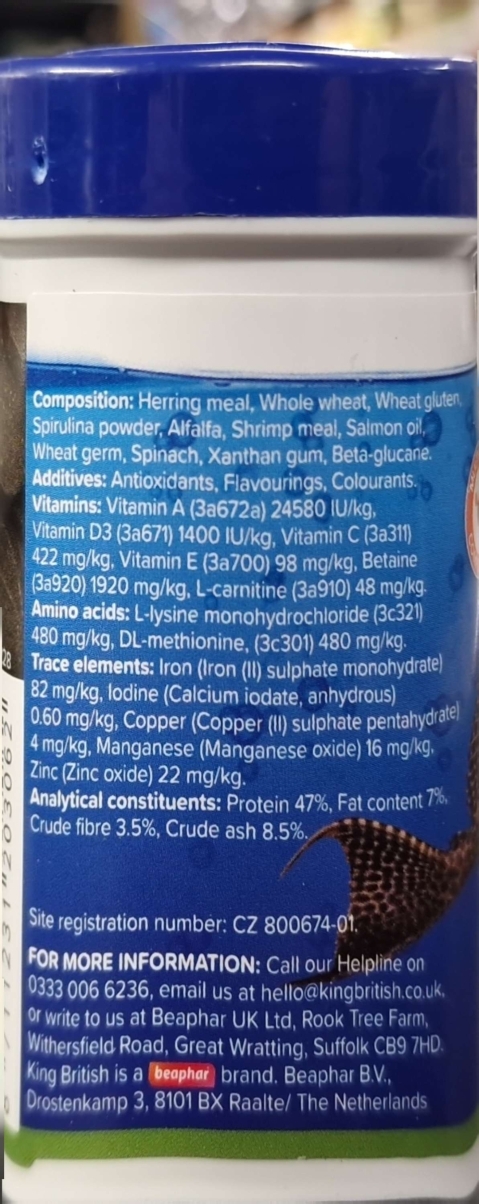 Composition: Herring meal, Whole wheat, Wheat gluten,
Spirulina powder, Alfalfa, Shrimp meal, Salmon oil,
Wheat germ, Spinach, Xanthan gum, Beta-glucane.
Additives: Antioxidants, Flavourings, Colourants.
Vitamins: Vitamin A (3a672a) 24580 IU/kg,
Vitamin D3 (3a671) 1400 IU/kg, Vitamin C (3a311)
422 mg/kg, Vitamin E (3a700) 98 mg/kg, Betaine
(3a920) 1920 mg/kg, L-carnitine (3a910) 48 mg/kg.
Amino acids: L-lysine monohydrochloride (3c321)
480 mg/kg, DL-methionine, (3c301) 480 mg/kg.
Trace elements: Iron (Iron (II) sulphate monohydrate)
82 mg/kg, Iodine (Calcium iodate, anhydrous)
0.60 mg/kg, Copper (Copper (II) sulphate pentahydrate)
4 mg/kg, Manganese (Manganese oxide) 16 mg/kg,
Zinc (Zinc oxide) 22 mg/kg.
Analytical constituents: Protein 47%, Fat content 7%,
Crude fibre 3.5%, Crude ash 8.5%.
Site registration number: CZ 800674-01.
FOR MORE INFORMATION: Call our Helpline on
0333 006 6236, email us at hello@kingbritish.co.uk,
or write to us at Beaphar UK Ltd, Rook Tree Farm,
Withersfield Road, Great Wratting, Suffolk CB9 7HD.
King British is a beaphar brand. Beaphar B.V.,
Drostenkamp 3, 8101 BX Raalte/ The Netherlands
28